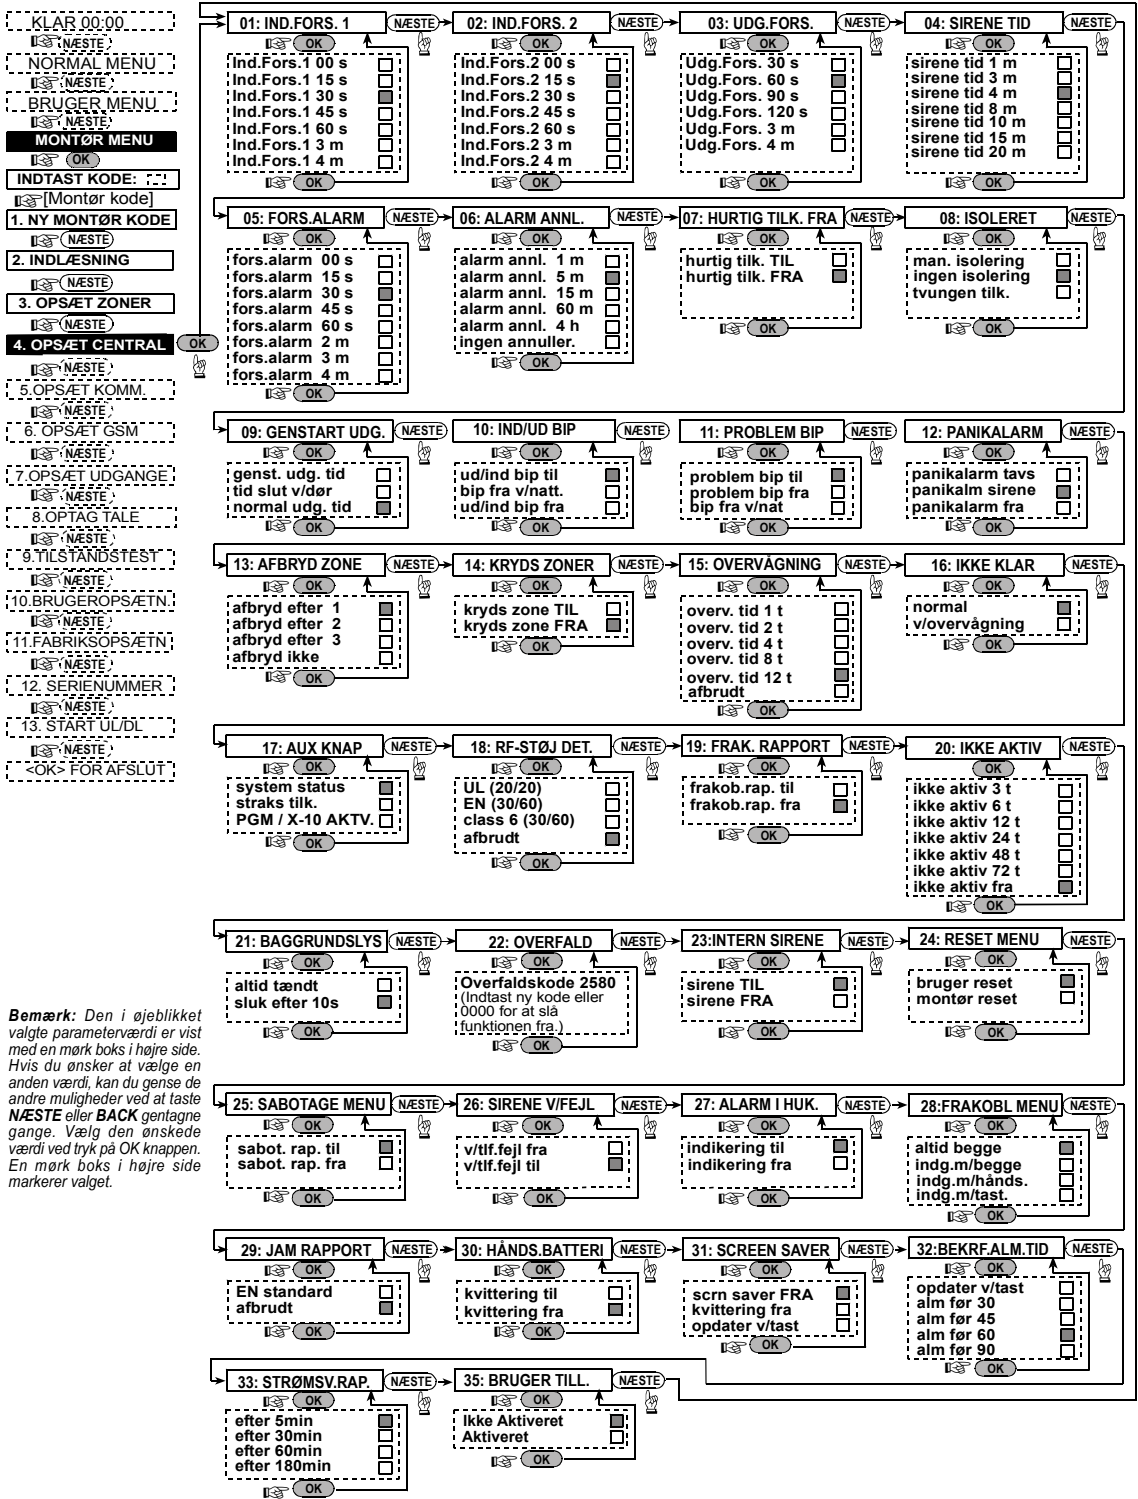 KLAR 00:00
NÆSTE
NORMAL MENU
NÆSTE
BRUGER MENU
NÆSTE
MONTØR MENU
OK
INDTAST KODE:
[Montør kode]
1. NY MONTØR KODE
NÆSTE
2. INDLÆSNING
NÆSTE
3. OPSÆT ZONER
NÆSTE
4. OPSÆT CENTRAL
OK
NÆSTE
5.OPSÆT KOMM.
NÆSTE
6. OPSÆT GSM
NÆSTE
7.OPSÆT UDGANGE
NÆSTE
8.OPTAG TALE
NÆSTE
9.TILSTANDSTEST
NÆSTE
10.BRUGEROPSÆTN.
NÆSTE
11.FABRIKSOPSÆTN
NÆSTE
12. SERIENUMMER
NÆSTE
13. START UL/DL
NÆSTE
<OK> FOR AFSLUT
Bemærk: Den i øjeblikket
valgte parameterværdi er vist
med en mørk boks i højre side.
Hvis du ønsker at vælge en
anden værdi, kan du gense de
andre muligheder ved at taste
NÆSTE eller BACK gentagne
gange. Vælg den ønskede
værdi ved tryk på OK knappen.
En mørk boks i højre side
markerer valget.
01: IND.FORS. 1
NÆSTE
OK
Ind.Fors.1 00 s
Ind.Fors.1 15 s
Ind.Fors.1 30 s
Ind.Fors.1 45 s
Ind.Fors.1 60 s
Ind.Fors.1 3 m
Ind.Fors.1 4 m
OK
02: IND.FORS. 2
NÆSTE
OK
Ind.Fors.2 00 s
Ind.Fors.2 15 s
Ind.Fors.2 30 s
Ind.Fors.2 45 s
Ind.Fors.2 60 s
Ind.Fors.2 3 m
Ind.Fors.2 4 m
OK
03: UDG.FORS.
NÆSTE
OK
Udg.Fors. 30 s
Udg.Fors. 60 s
Udg.Fors. 90 s
Udg.Fors. 120 s
Udg.Fors. 3 m
Udg.Fors. 4 m
OK
04: SIRENE TID
NÆSTE
OK
sirene tid 1 m
sirene tid 3 m
sirene tid 4 m
sirene tid 8 m
sirene tid 10 m
sirene tid 15 m
sirene tid 20 m
OK
05: FORS.ALARM
NÆSTE
OK
fors.alarm 00 s
fors.alarm 15 s
fors.alarm 30 s
fors.alarm 45 s
fors.alarm 60 s
fors.alarm 2 m
fors.alarm 3 m
fors.alarm 4 m
OK
06: ALARM ANNL.
NÆSTE
OK
alarm annl. 1 m
alarm annl. 5 m
alarm annl. 15 m
alarm annl. 60 m
alarm annl. 4 h
ingen annuller.
OK
07: HURTIG TILK. FRA
NÆSTE
OK
hurtig tilk. TIL
hurtig tilk. FRA
OK
08: ISOLERET
NÆSTE
OK
man. isolering
ingen isolering
tvungen tilk.
OK
09: GENSTART UDG.
NÆSTE
OK
genst. udg. tid
tid slut v/dør
normal udg. tid
OK
10: IND/UD BIP
NÆSTE
OK
ud/ind bip til
bip fra v/natt.
ud/ind bip fra
OK
11: PROBLEM BIP
NÆSTE
OK
problem bip til
problem bip fra
bip fra v/nat
OK
12: PANIKALARM
NÆSTE
OK
panikalarm tavs
panikalm sirene
panikalarm fra
OK
13: AFBRYD ZONE
NÆSTE
OK
afbryd efter 1
afbryd efter 2
afbryd efter 3
afbryd ikke
OK
14: KRYDS ZONER
NÆSTE
OK
kryds zone TIL
kryds zone FRA
OK
15: OVERVÅGNING
NÆSTE
OK
overv. tid 1 t
overv. tid 2 t
overv. tid 4 t
overv. tid 8 t
overv. tid 12 t
afbrudt
OK
16: IKKE KLAR
NÆSTE
OK
normal
v/overvågning
OK
17: AUX KNAP
NÆSTE
OK
system status
straks tilk.
PGM / X-10 AKTV.
OK
18: RF-STØJ DET.
NÆSTE
OK
UL (20/20)
EN (30/60)
class 6 (30/60)
afbrudt
OK
19: FRAK. RAPPORT
NÆSTE
OK
frakob.rap. til
frakob.rap. fra
OK
20: IKKE AKTIV
NÆSTE
OK
ikke aktiv 3 t
ikke aktiv 6 t
ikke aktiv 12 t
ikke aktiv 24 t
ikke aktiv 48 t
ikke aktiv 72 t
ikke aktiv fra
OK
21: BAGGRUNDSLYS
NÆSTE
OK
altid tændt
sluk efter 10s
OK
22: OVERFALD
NÆSTE
OK
Overfaldskode 2580
(Indtast ny kode eller
0000 for at slå
funktionen fra.)
OK
23:INTERN SIRENE
NÆSTE
OK
sirene TIL
sirene FRA
OK
24: RESET MENU
NÆSTE
OK
bruger reset
montør reset
OK
25: SABOTAGE MENU
NÆSTE
OK
sabot. rap. til
sabot. rap. fra
OK
26: SIRENE V/FEJL
NÆSTE
OK
v/tlf.fejl fra
v/tlf.fejl til
OK
27: ALARM I HUK.
NÆSTE
OK
indikering til
indikering fra
OK
28:FRAKOBL MENU
NÆSTE
OK
altid begge
indg.m/begge
indg.m/hånds.
indg.m/tast.
OK
29: JAM RAPPORT
NÆSTE
OK
EN standard
afbrudt
OK
30: HÅNDS.BATTERI
NÆSTE
OK
kvittering til
kvittering fra
OK
31: SCREEN SAVER
NÆSTE
OK
scrn saver FRA
kvittering fra
opdater v/tast
OK
32:BEKRF.ALM.TID
NÆSTE
OK
opdater v/tast
alm før 30
alm før 45
alm før 60
alm før 90
OK
33: STRØMSV.RAP.
NÆSTE
OK
efter 5min
efter 30min
efter 60min
efter 180min
OK
35: BRUGER TILL.
NÆSTE
OK
Ikke Aktiveret
Aktiveret
OK